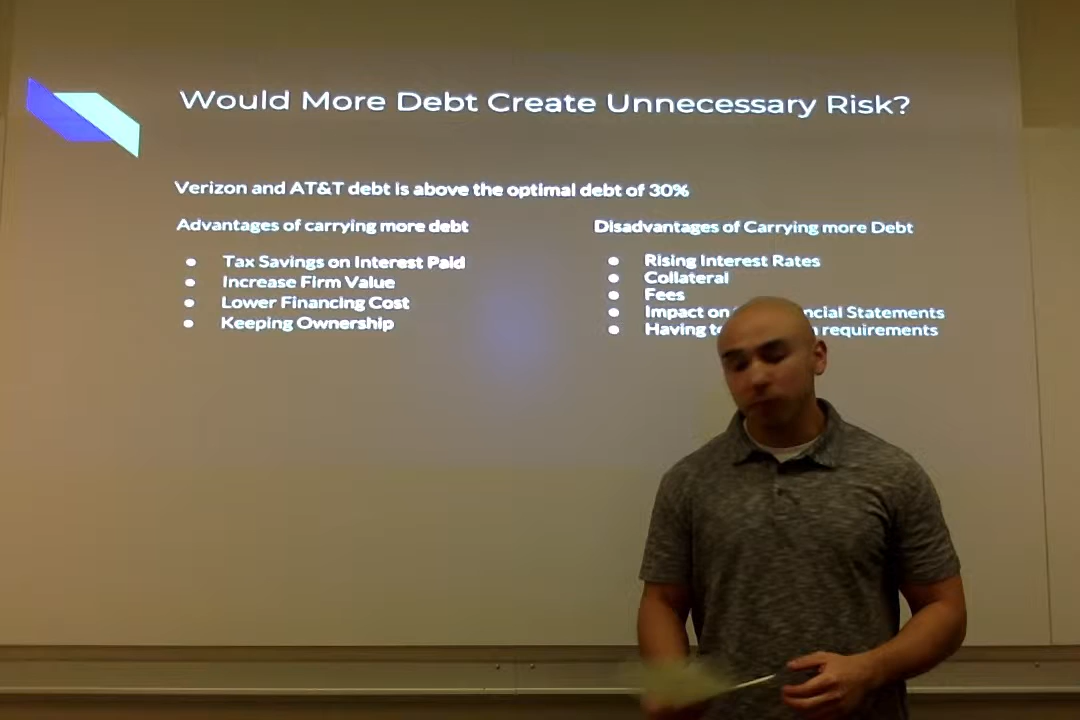 Would More Debt Create Unnecessary Risk?
Verizon and AT&T debt is above the optimal debt of 30%
Advantages of carrying more debt
● Tax Savings on Interest Paid
● Increase Firm Value
● Lower Financing Cost
● Keeping Ownership
Disadvantages of Carrying more Debt
● Rising Interest Rates
● Collateral
● Fees
● Impact on Statements
● Having requirements